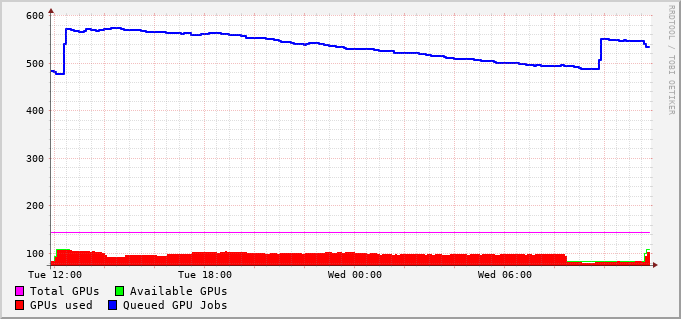 600
500
400
300
200
100
Tue 12:00 Tue 18:00 Wed 00:00 Wed 06:00
Total GPUs Available GPUs
GPUs used Queued GPU Jobs
RRDTOOL / TOBI OETIKER